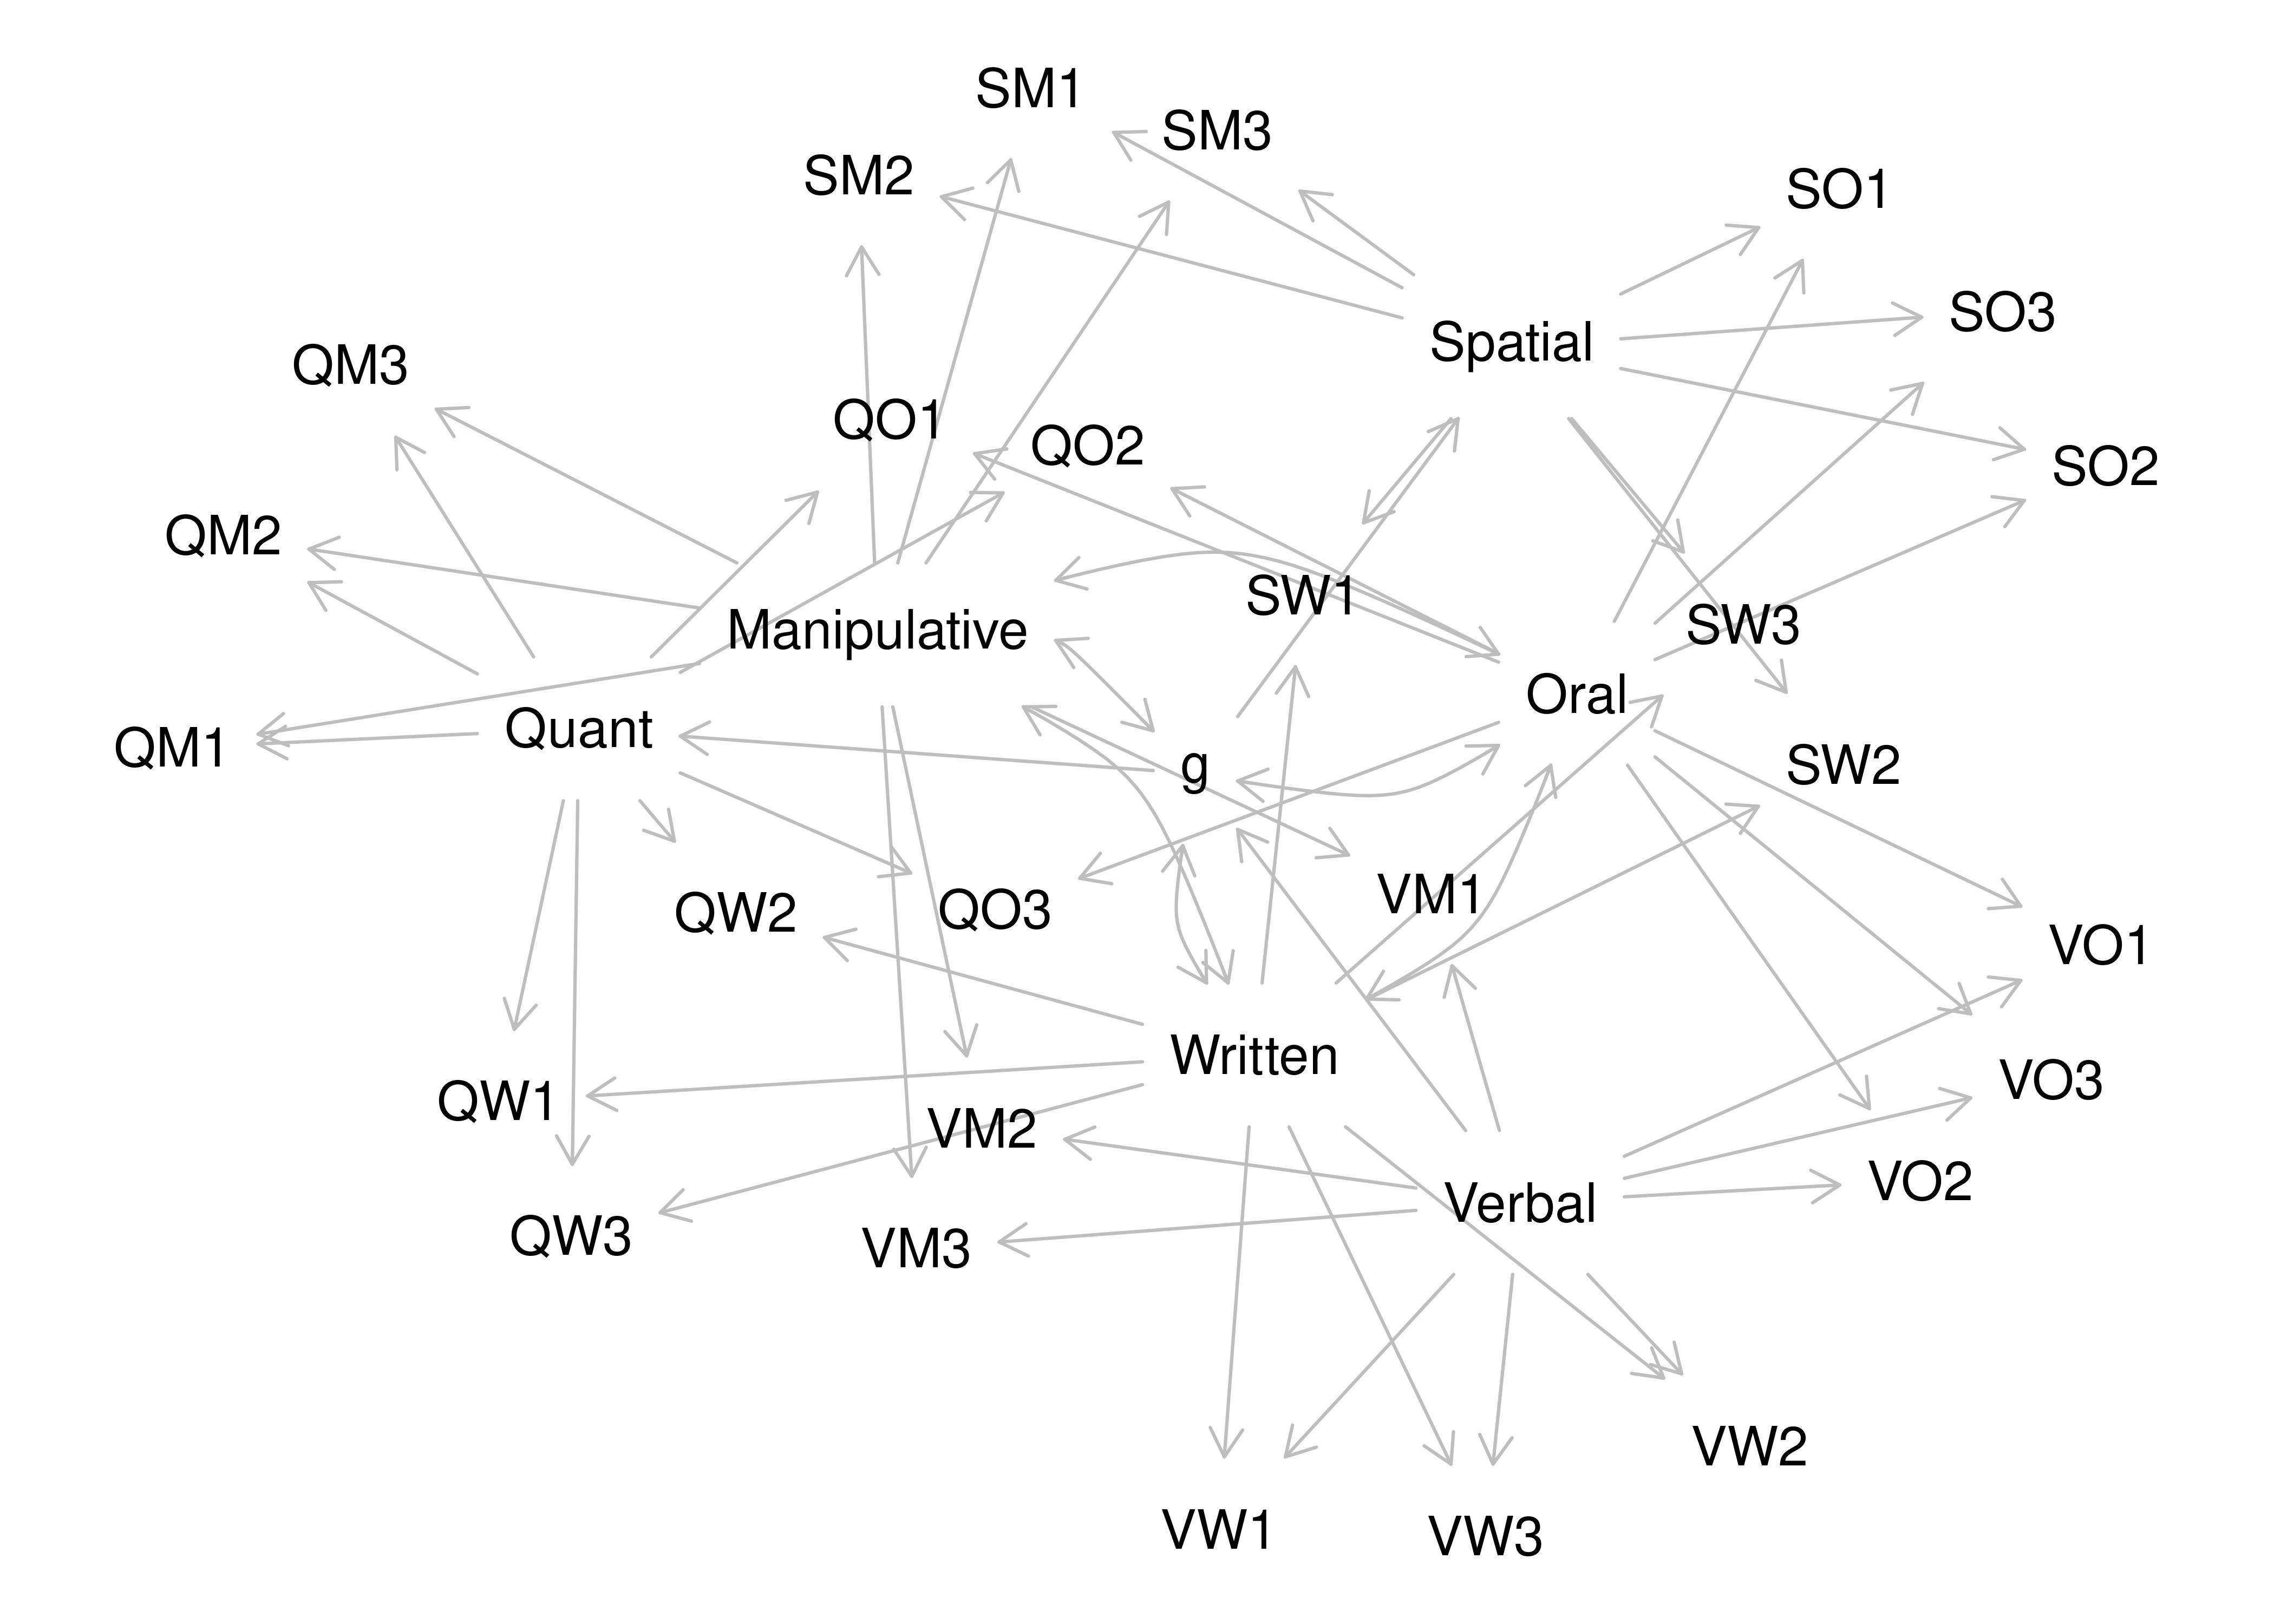 SM1
SM3
SM2
SO1
SO3
Spatial
QM3
QO1
QO2
SO2
QM2
SW1
SW3
Manipulative
Oral
Quant
QM1
g
SW2
VM1
QW2
QO3
VO1
Written
VO3
QW1
VM2
VO2
Verbal
QW3
VM3
VW2
VW1
VW3